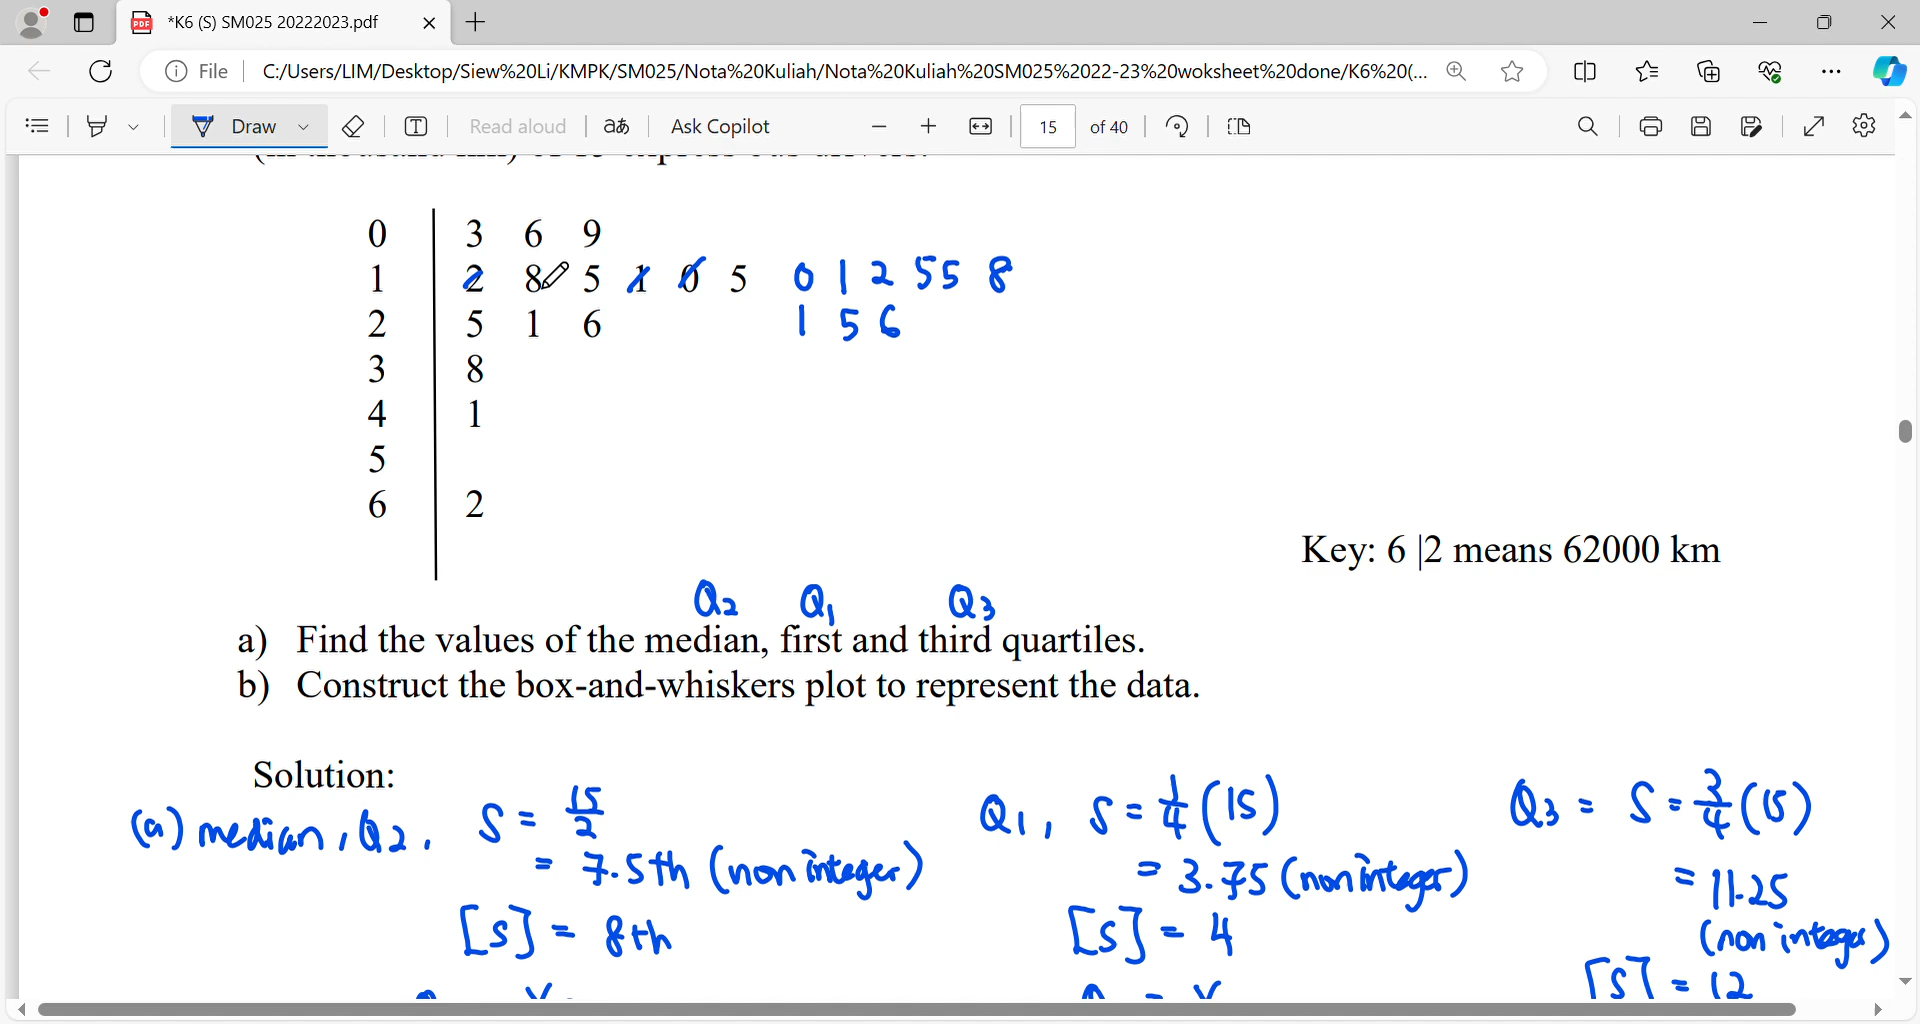 *K6 (S) SM025 20222023.pdf
File C:/Users/LIM/Desktop/Siew%20Li/KMPK/SM025/Nota%20Kuliah/Nota%20Kuliah%20SM025%2022-23%20woksheet%20done/K6%20(...
Draw Read aloud aあ Ask Copilot 15 of 40
0 3 6 9
1 2 8 5 1 0 5 0 1 2 5 5 8
2 5 1 6 1 5 6
3 8
4 1
5
6 2
Key: 6 |2 means 62000 km
Q2 Q1 Q3
a) Find the values of the median, first and third quartiles.
b) Construct the box-and-whiskers plot to represent the data.
Solution:
(a) median, Q2, S = 15/2 Q1, S = 1/4 (15) Q3 = S = 3/4 (15)
= 7.5th (non integer) = 3.75 (non integer) = 11.25
[S] = 8th [S] = 4 (non integer)
[S] = 12